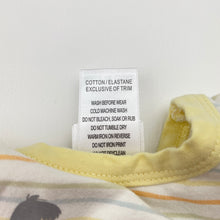 COTTON / ELASTANE
EXCLUSIVE OF TRIM
WASH BEFORE WEAR
COLD MACHINE WASH
DO NOT BLEACH, SOAK OR RUB
DO NOT TUMBLE DRY
WARM IRON ON REVERSE
DO NOT IRON PRINT
DRYCLEAN